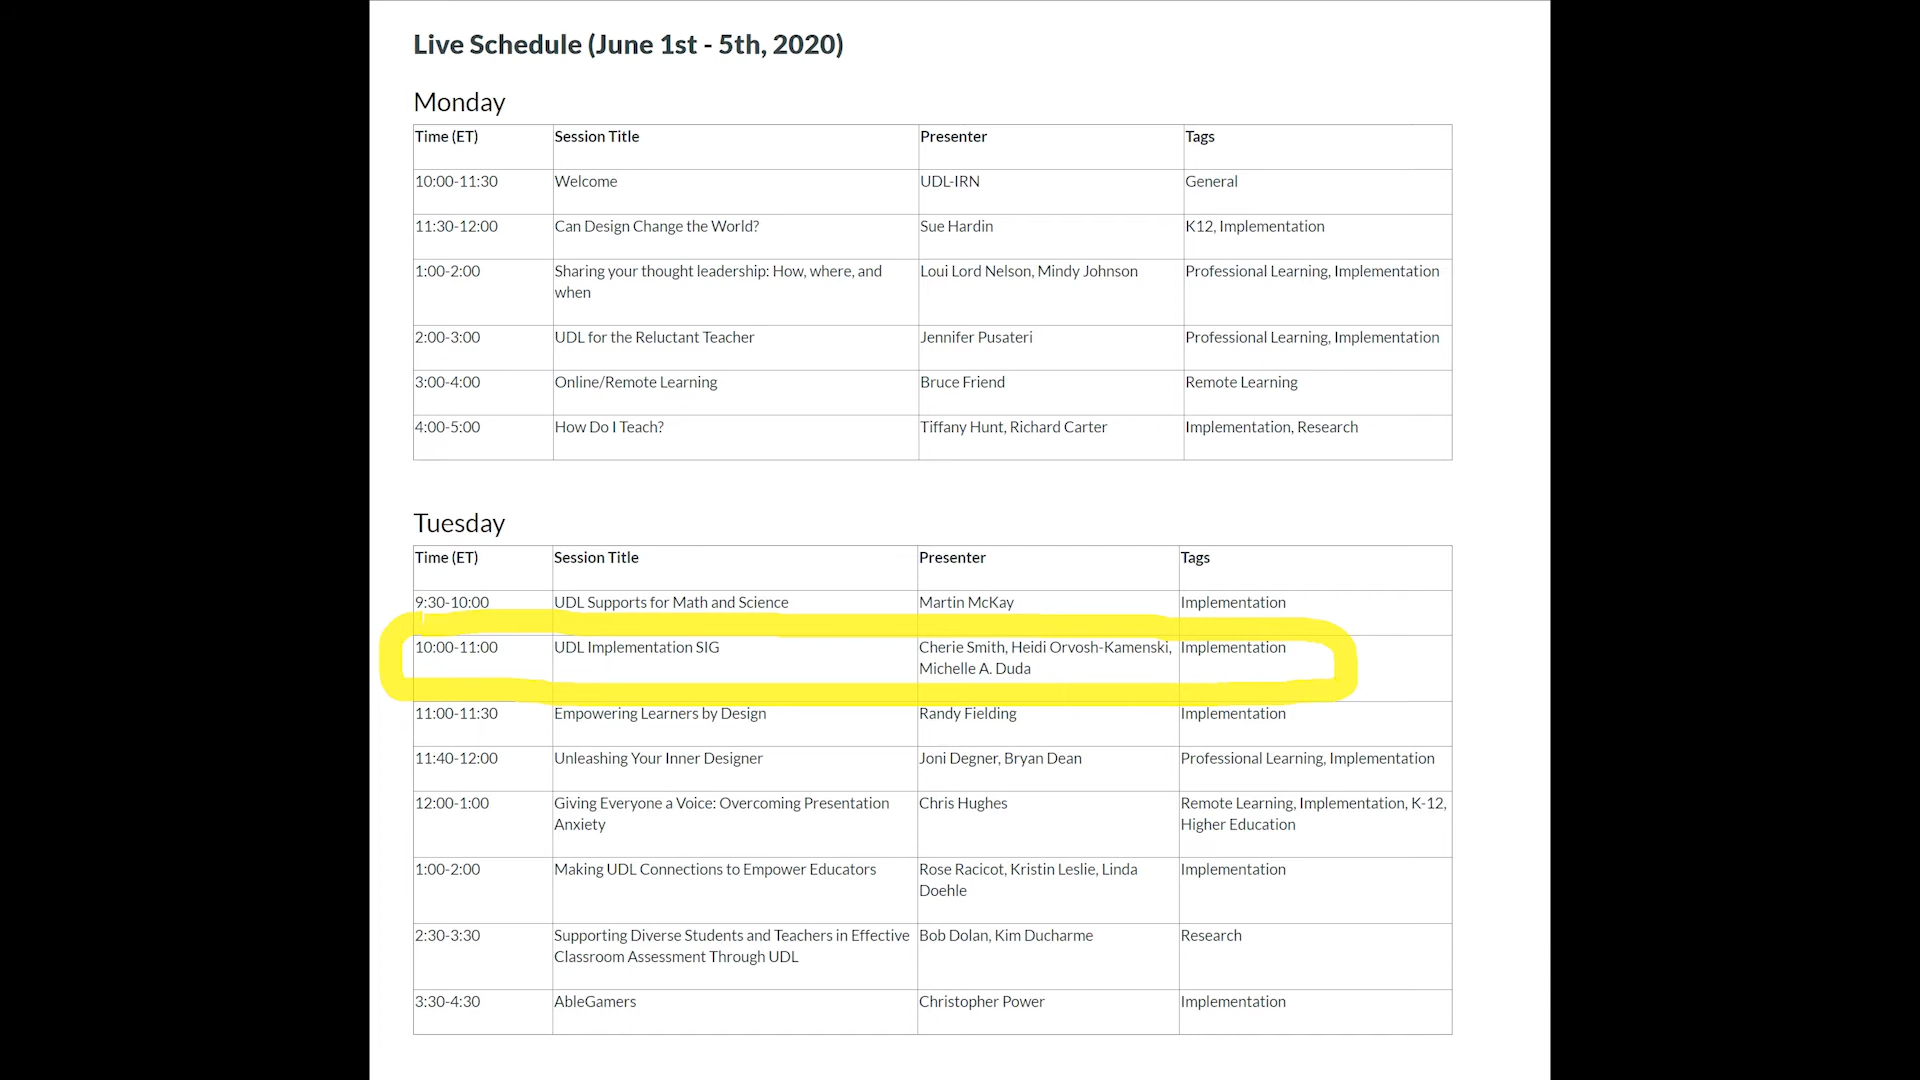 Live Schedule (June 1st - 5th, 2020)
Monday
Time (ET) Session Title Presenter Tags
10:00-11:30 Welcome UDL-IRN General
11:30-12:00 Can Design Change the World? Sue Hardin K12, Implementation
1:00-2:00 Sharing your thought leadership: How, where, and Loui Lord Nelson, Mindy Johnson Professional Learning, Implementation
when
2:00-3:00 UDL for the Reluctant Teacher Jennifer Pusateri Professional Learning, Implementation
3:00-4:00 Online/Remote Learning Bruce Friend Remote Learning
4:00-5:00 How Do I Teach? Tiffany Hunt, Richard Carter Implementation, Research
Tuesday
Time (ET) Session Title Presenter Tags
9:30-10:00 UDL Supports for Math and Science Martin McKay Implementation
10:00-11:00 UDL Implementation SIG Cherie Smith, Heidi Orvosh-Kamenski, Implementation
Michelle A. Duda
11:00-11:30 Empowering Learners by Design Randy Fielding Implementation
11:40-12:00 Unleashing Your Inner Designer Joni Degner, Bryan Dean Professional Learning, Implementation
12:00-1:00 Giving Everyone a Voice: Overcoming Presentation Chris Hughes Remote Learning, Implementation, K-12,
Anxiety Higher Education
1:00-2:00 Making UDL Connections to Empower Educators Rose Racicot, Kristin Leslie, Linda Implementation
Doehle
2:30-3:30 Supporting Diverse Students and Teachers in Effective Bob Dolan, Kim Ducharme Research
Classroom Assessment Through UDL
3:30-4:30 AbleGamers Christopher Power Implementation